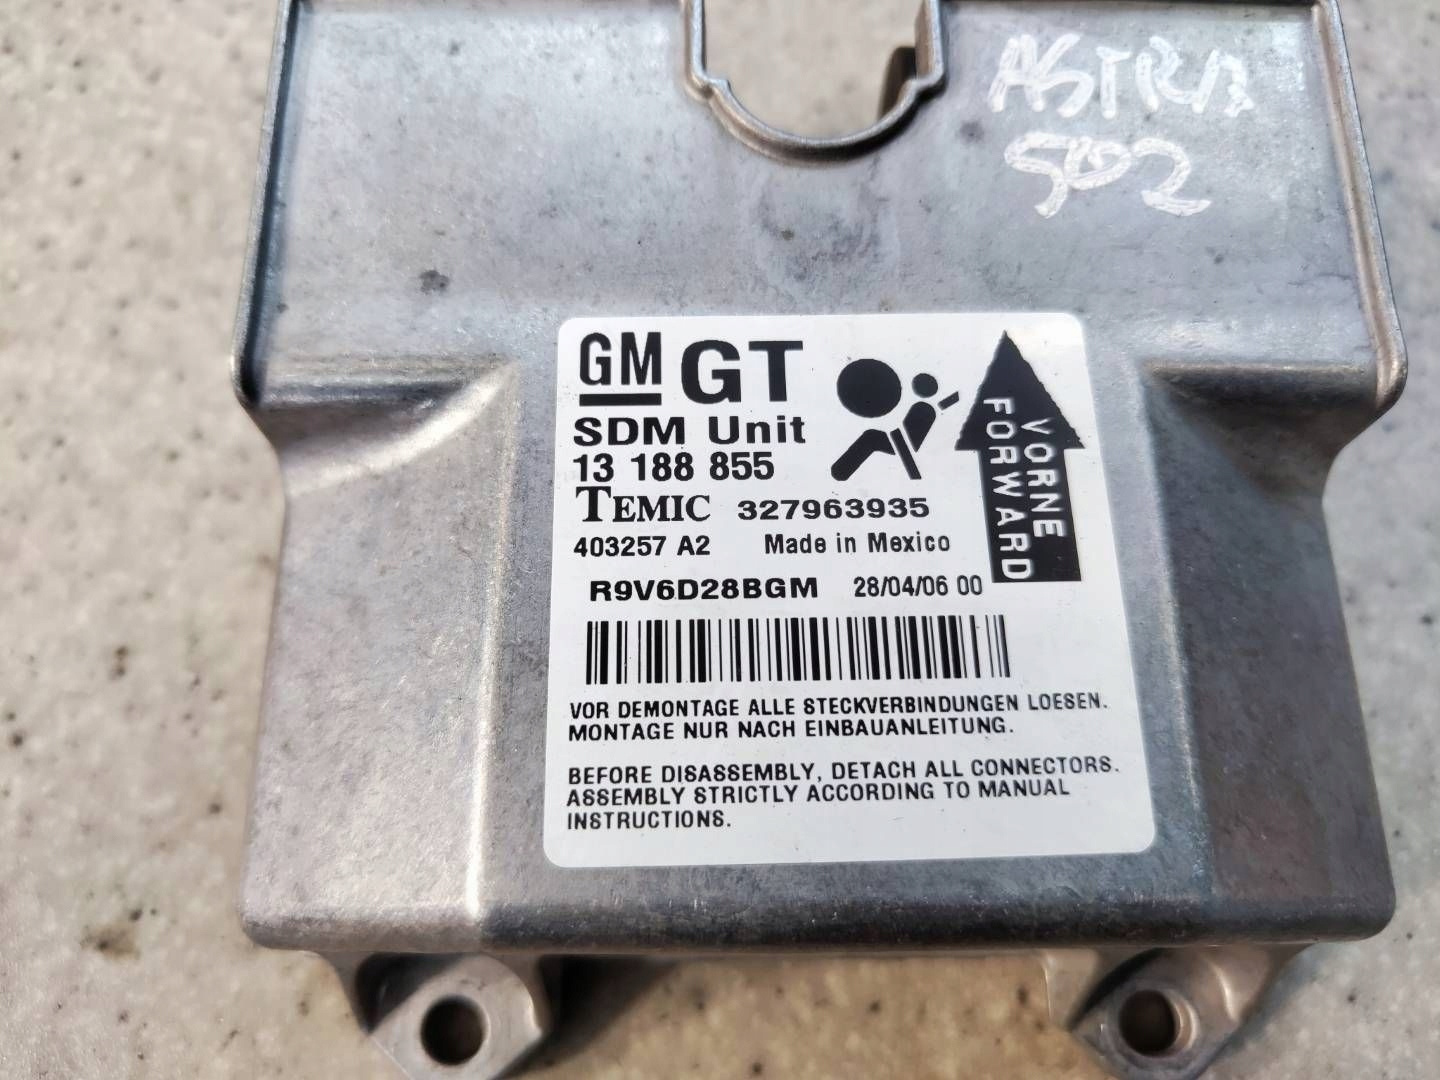 ASTRA
502
GM GT
SDM Unit
13 188 855
TEMIC 327963935
403257 A2 Made in Mexico
R9V6D28BGM 28/04/06 00
VORNE
FORWARD
VOR DEMONTAGE ALLE STECKVERBINDUNGEN LOESEN.
MONTAGE NUR NACH EINBAUANLEITUNG.
BEFORE DISASSEMBLY, DETACH ALL CONNECTORS.
ASSEMBLY STRICTLY ACCORDING TO MANUAL
INSTRUCTIONS.